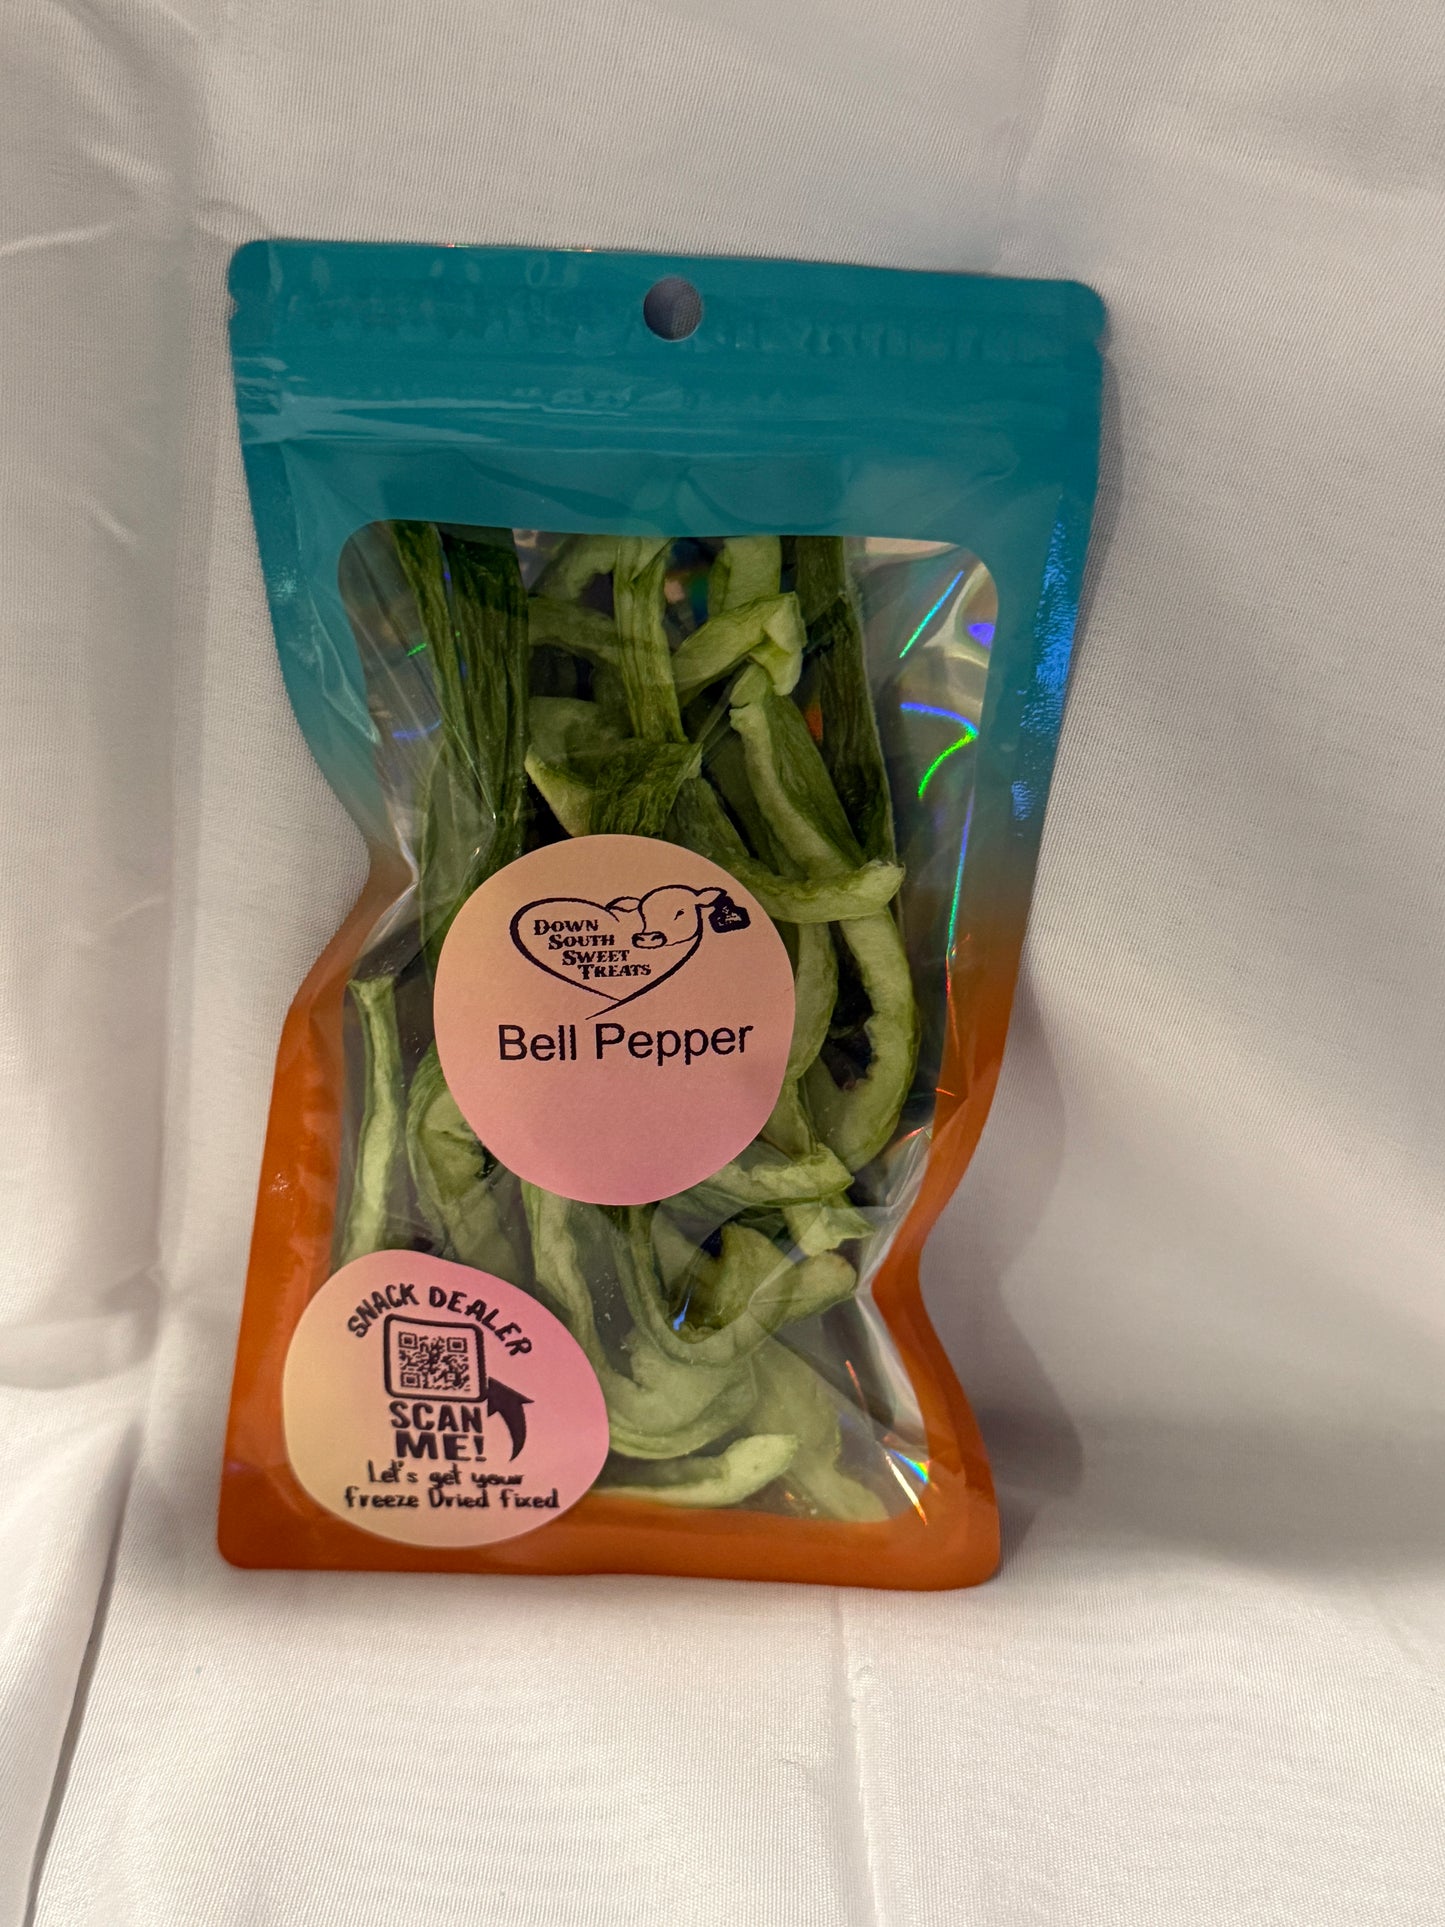 DOWN
SOUTH
SWEET
TREATS
Bell Pepper
SNACK DEALER
SCAN
ME!
Let's get your
freeze Dried fixed